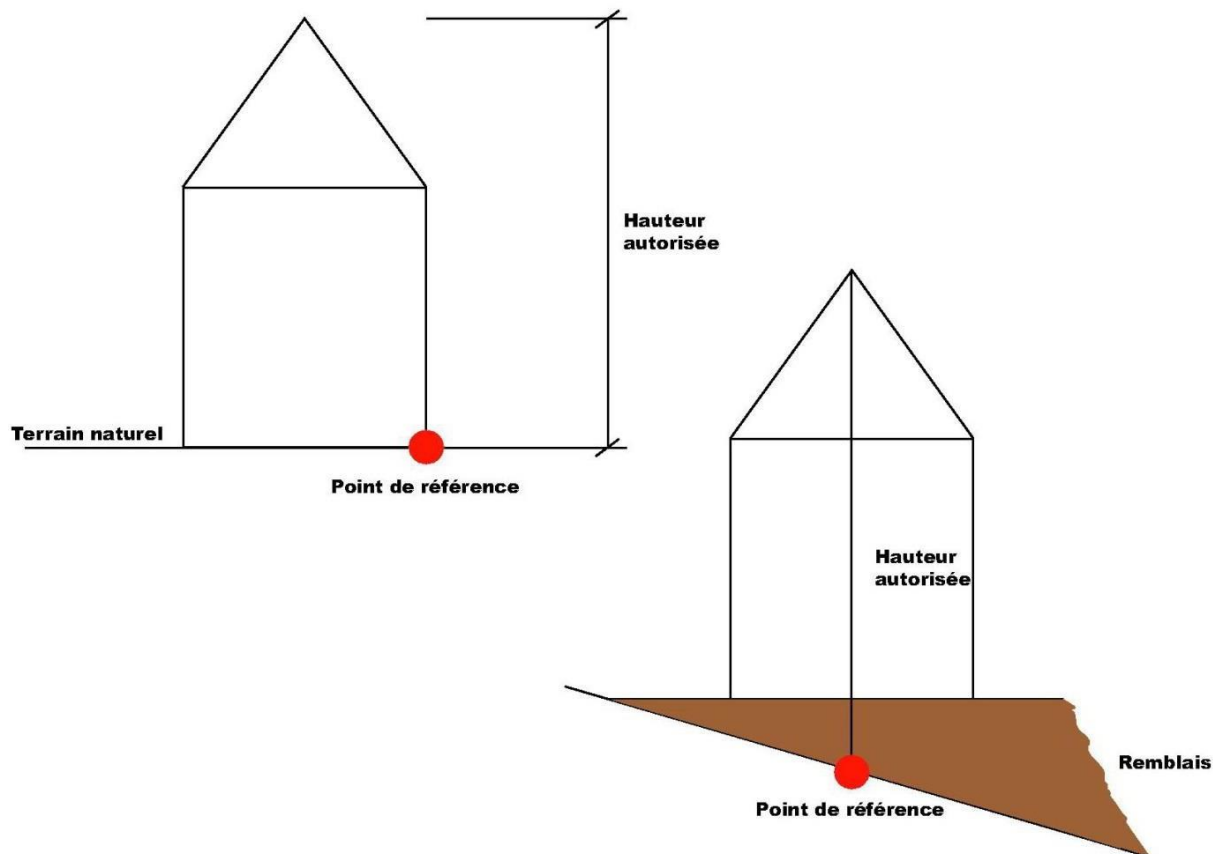 Hauteur
autorisée
Terrain naturel
Point de référence
Hauteur
autorisée
Remblais
Point de référence